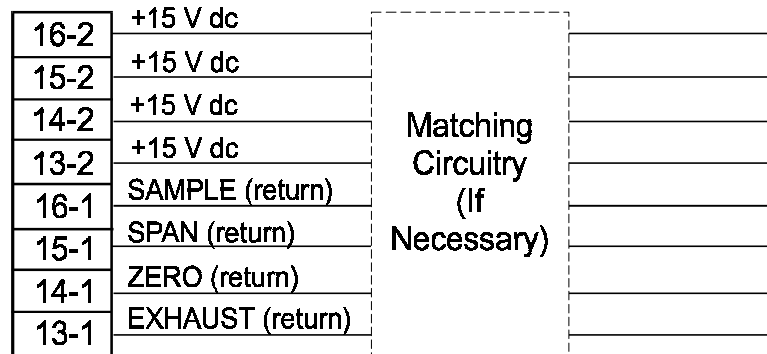 16-2 +15 V dc
15-2 +15 V dc
14-2 +15 V dc
13-2 +15 V dc
16-1 SAMPLE (return)
15-1 SPAN (return)
14-1 ZERO (return)
13-1 EXHAUST (return)
Matching
Circuitry
(If
Necessary)